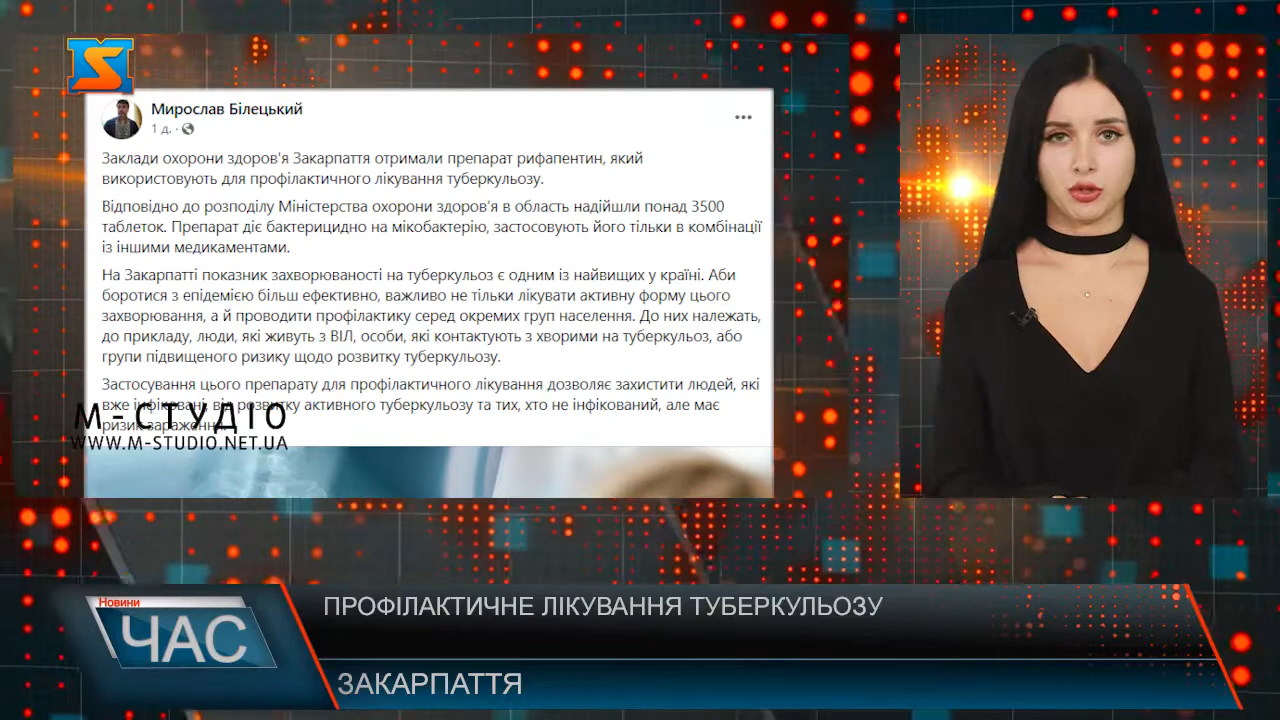 Мирослав Білецький
1 д. ·
Заклади охорони здоров'я Закарпаття отримали препарат рифапентин, який
використовують для профілактичного лікування туберкульозу.
Відповідно до розподілу Міністерства охорони здоров'я в область надійшли понад 3500
таблеток. Препарат діє бактерицидно на мікобактерію, застосовують його тільки в комбінації
із іншими медикаментами.
На Закарпатті показник захворюваності на туберкульоз є одним із найвищих у країні. Аби
боротися з епідемією більш ефективно, важливо не тільки лікувати активну форму цього
захворювання, а й проводити профілактику серед окремих груп населення. До них належать,
до прикладу, люди, які живуть з ВІЛ, особи, які контактують з хворими на туберкульоз, або
групи підвищеного ризику щодо розвитку туберкульозу.
Застосування цього препарату для профілактичного лікування дозволяє захистити людей, які
вже інфіковані, від розвитку активного туберкульозу та тих, хто не інфікований, але має
ризик зараження.
М-СТУДІО
WWW.M-STUDIO.NET.UA
Новини
ЧАС
ПРОФІЛАКТИЧНЕ ЛІКУВАННЯ ТУБЕРКУЛЬОЗУ
ЗАКАРПАТТЯ